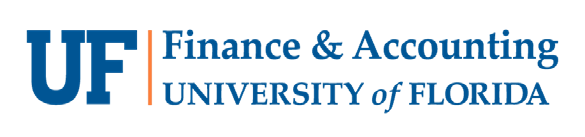 UF
Finance & Accounting
UNIVERSITY of FLORIDA